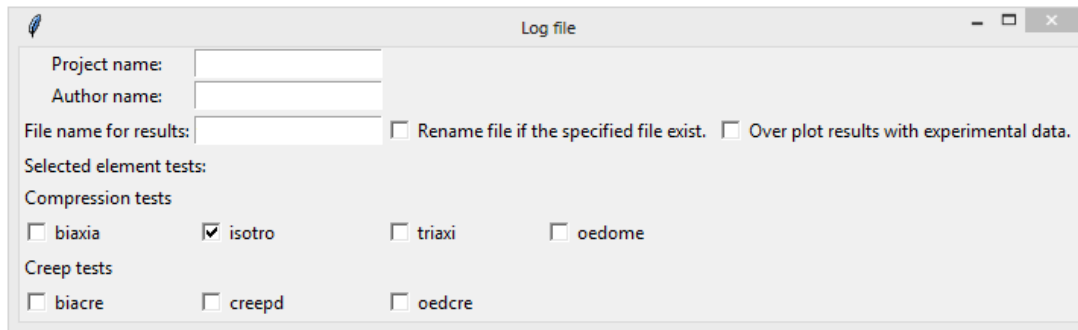 Log file
Project name:
Author name:
File name for results: Rename file if the specified file exist. Over plot results with experimental data.
Selected element tests:
Compression tests
biaxia isotro triaxi oedome
Creep tests
biacre creepd oedcre